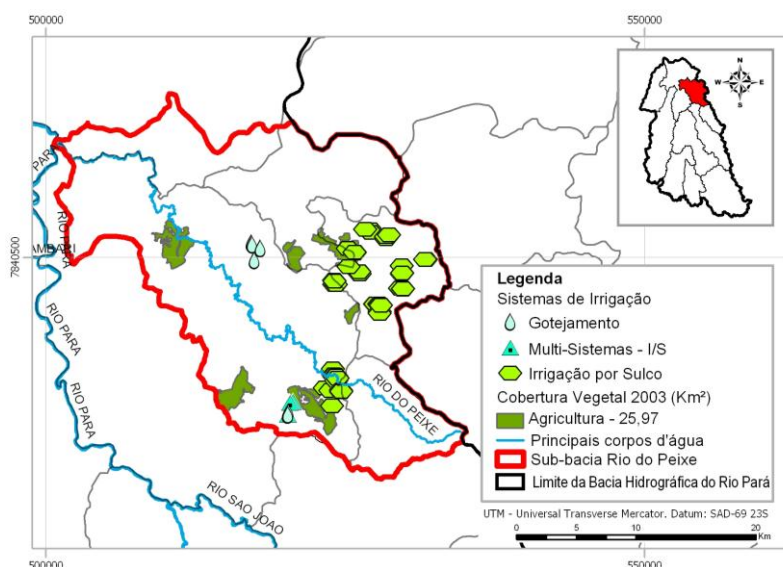 500000
550000
N
W
E
S
PARA
RIO PARA
7840500
RIO PARA
RIO PARA
RIO DO PEIXE
RIO SAO JOAO
Legenda
Sistemas de Irrigação
Gotejamento
Multi-Sistemas - I/S
Irrigação por Sulco
Cobertura Vegetal 2003 (Km²)
Agricultura - 25,97
Principais corpos d'água
Sub-bacia Rio do Peixe
Limite da Bacia Hidrográfica do Rio Pará
UTM - Universal Transverse Mercator. Datum: SAD-69 23S
0 5 10 20
Km
500000
550000